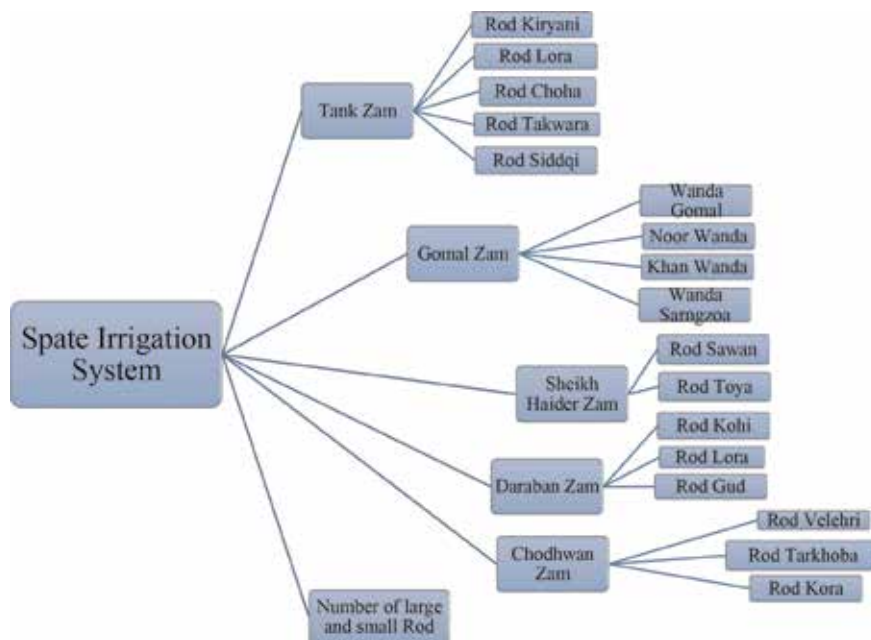 Spate Irrigation
System
Tank Zam
Rod Kiryani
Rod Lora
Rod Choha
Rod Takwara
Rod Siddqi
Gomal Zam
Wanda
Gomal
Noor Wanda
Khan Wanda
Wanda
Sarngzoa
Sheikh
Haider Zam
Rod Sawan
Rod Toya
Daraban Zam
Rod Kohi
Rod Lora
Rod Gud
Chodhwan
Zam
Rod Velehri
Rod Tarkhoba
Rod Kora
Number of large
and small Rod